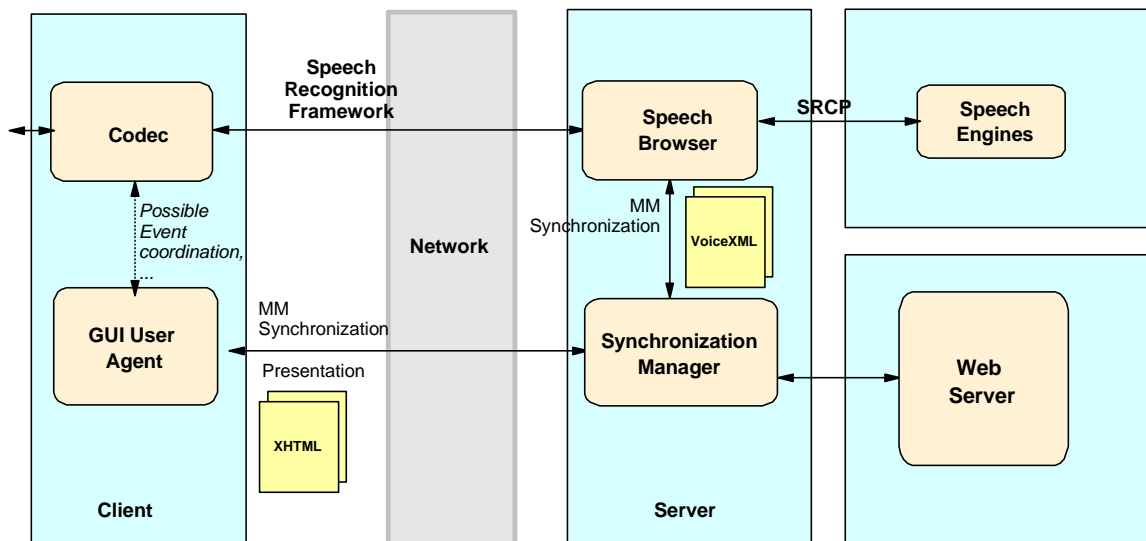 Speech
Recognition
Framework
Codec
Speech
Browser
SRCP
Speech
Engines
Possible
Event
coordination,
...
MM
Synchronization
VoiceXML
Network
GUI User
Agent
MM
Synchronization
Synchronization
Manager
Presentation
XHTML
Web
Server
Client
Server